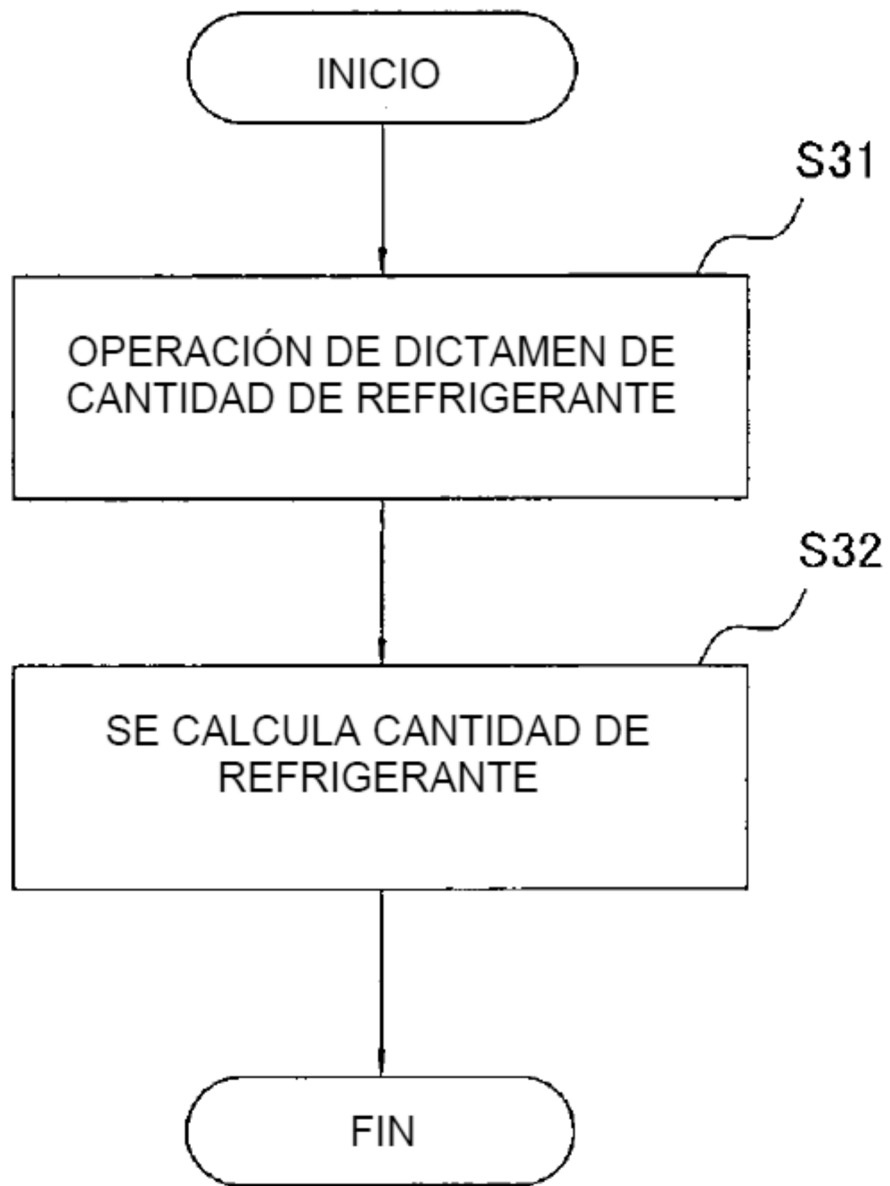 INICIO
S31
OPERACIÓN DE DICTAMEN DE
CANTIDAD DE REFRIGERANTE
S32
SE CALCULA CANTIDAD DE
REFRIGERANTE
FIN